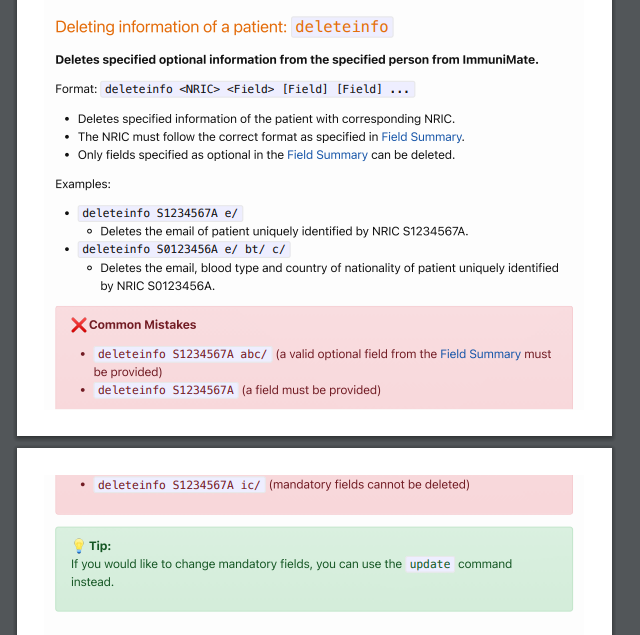 Deleting information of a patient: deleteinfo
Deletes specified optional information from the specified person from ImmuniMate.
Format: deleteinfo <NRIC> <Field> [Field] [Field] ...
• Deletes specified information of the patient with corresponding NRIC.
• The NRIC must follow the correct format as specified in Field Summary.
• Only fields specified as optional in the Field Summary can be deleted.
Examples:
• deleteinfo S1234567A e/
Deletes the email of patient uniquely identified by NRIC S1234567A.
• deleteinfo S0123456A e/ bt/ c/
Deletes the email, blood type and country of nationality of patient uniquely identified
by NRIC S0123456A.
❌ Common Mistakes
• deleteinfo S1234567A abc/ (a valid optional field from the Field Summary must
be provided)
• deleteinfo S1234567A (a field must be provided)
• deleteinfo S1234567A ic/ (mandatory fields cannot be deleted)
💡 Tip:
If you would like to change mandatory fields, you can use the update command
instead.